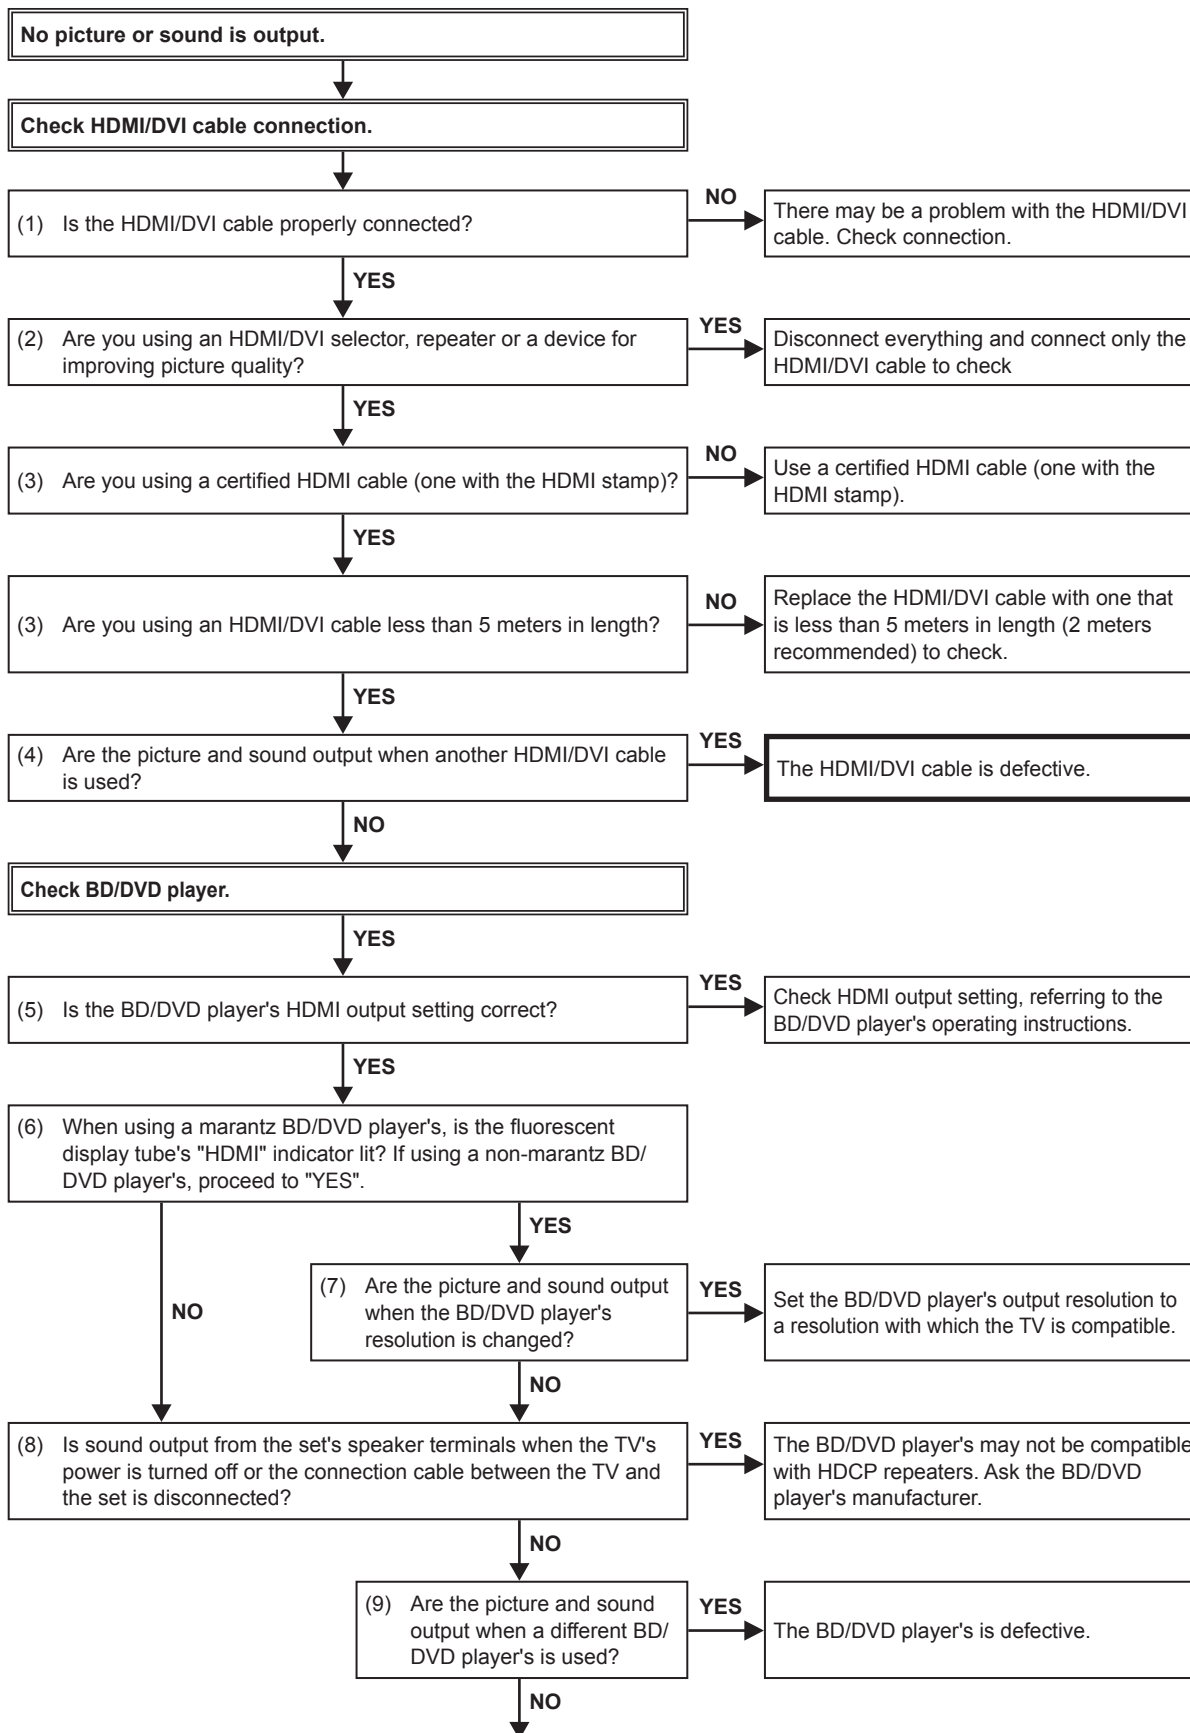 No picture or sound is output.
Check HDMI/DVI cable connection.
(1) Is the HDMI/DVI cable properly connected?
NO
There may be a problem with the HDMI/DVI
cable. Check connection.
YES
(2) Are you using an HDMI/DVI selector, repeater or a device for
improving picture quality?
YES
Disconnect everything and connect only the
HDMI/DVI cable to check
YES
(3) Are you using a certified HDMI cable (one with the HDMI stamp)?
NO
Use a certified HDMI cable (one with the
HDMI stamp).
YES
(3) Are you using an HDMI/DVI cable less than 5 meters in length?
NO
Replace the HDMI/DVI cable with one that
is less than 5 meters in length (2 meters
recommended) to check.
YES
(4) Are the picture and sound output when another HDMI/DVI cable
is used?
YES
The HDMI/DVI cable is defective.
NO
Check BD/DVD player.
YES
(5) Is the BD/DVD player's HDMI output setting correct?
YES
Check HDMI output setting, referring to the
BD/DVD player's operating instructions.
YES
(6) When using a marantz BD/DVD player's, is the fluorescent
display tube's "HDMI" indicator lit? If using a non-marantz BD/
DVD player's, proceed to "YES".
YES
NO
(7) Are the picture and sound output
when the BD/DVD player's
resolution is changed?
YES
Set the BD/DVD player's output resolution to
a resolution with which the TV is compatible.
NO
(8) Is sound output from the set's speaker terminals when the TV's
power is turned off or the connection cable between the TV and
the set is disconnected?
YES
The BD/DVD player's may not be compatible
with HDCP repeaters. Ask the BD/DVD
player's manufacturer.
NO
(9) Are the picture and sound
output when a different BD/
DVD player's is used?
YES
The BD/DVD player's is defective.
NO